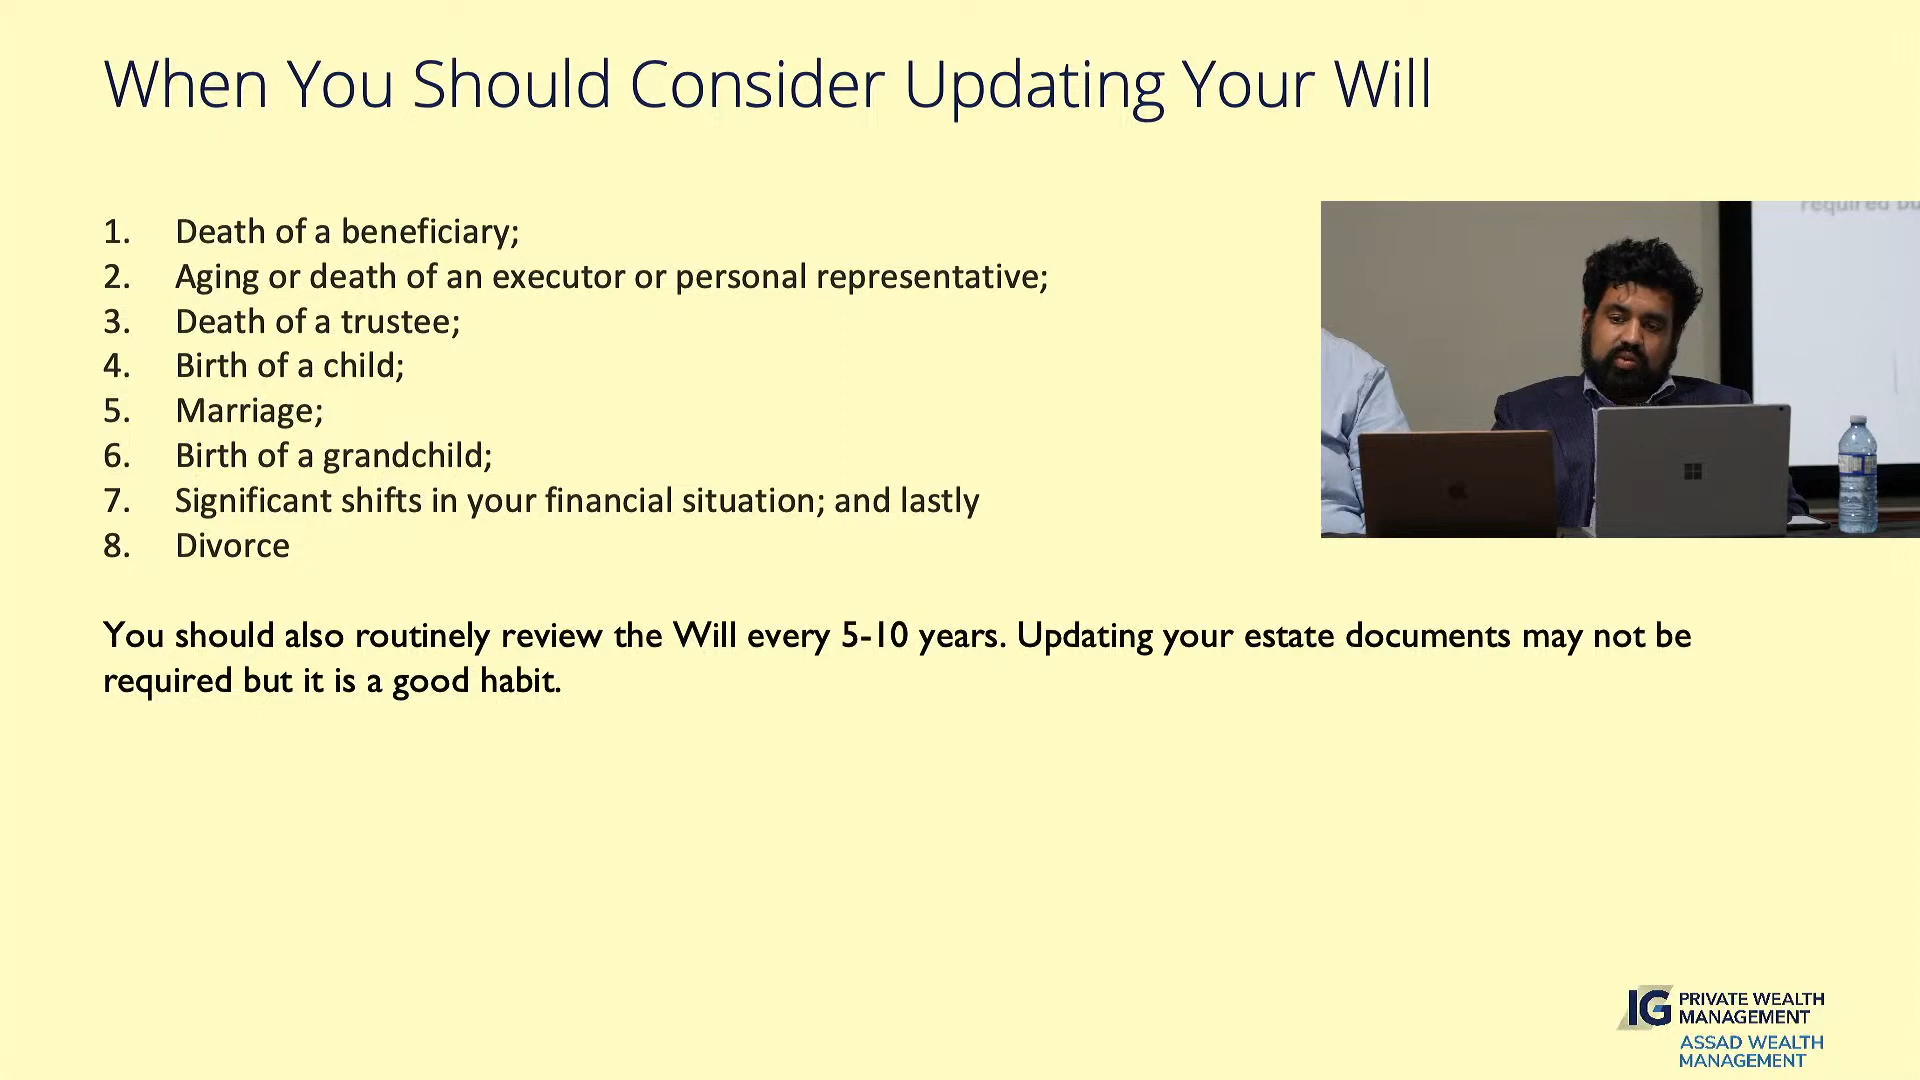 When You Should Consider Updating Your Will
1. Death of a beneficiary;
2. Aging or death of an executor or personal representative;
3. Death of a trustee;
4. Birth of a child;
5. Marriage;
6. Birth of a grandchild;
7. Significant shifts in your financial situation; and lastly
8. Divorce
You should also routinely review the Will every 5-10 years. Updating your estate documents may not be
required but it is a good habit.
required bu
IG PRIVATE WEALTH
MANAGEMENT
ASSAD WEALTH
MANAGEMENT